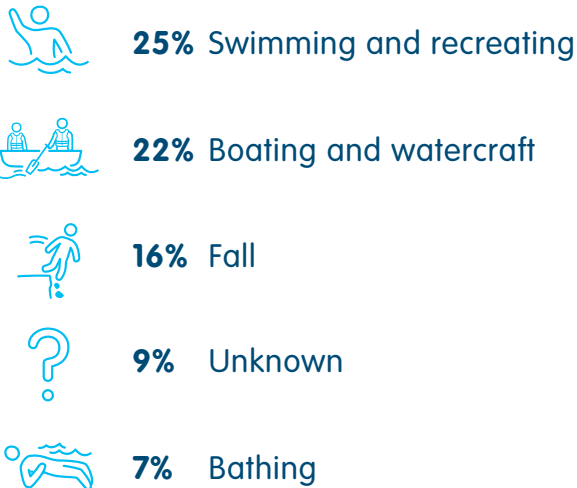 25% Swimming and recreating
22% Boating and watercraft
16% Fall
9% Unknown
7% Bathing